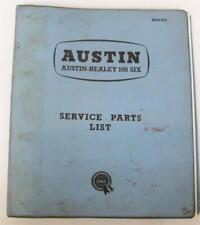 AUSTIN
AUSTIN-HEALEY 100 SIX
SERVICE PARTS
LIST